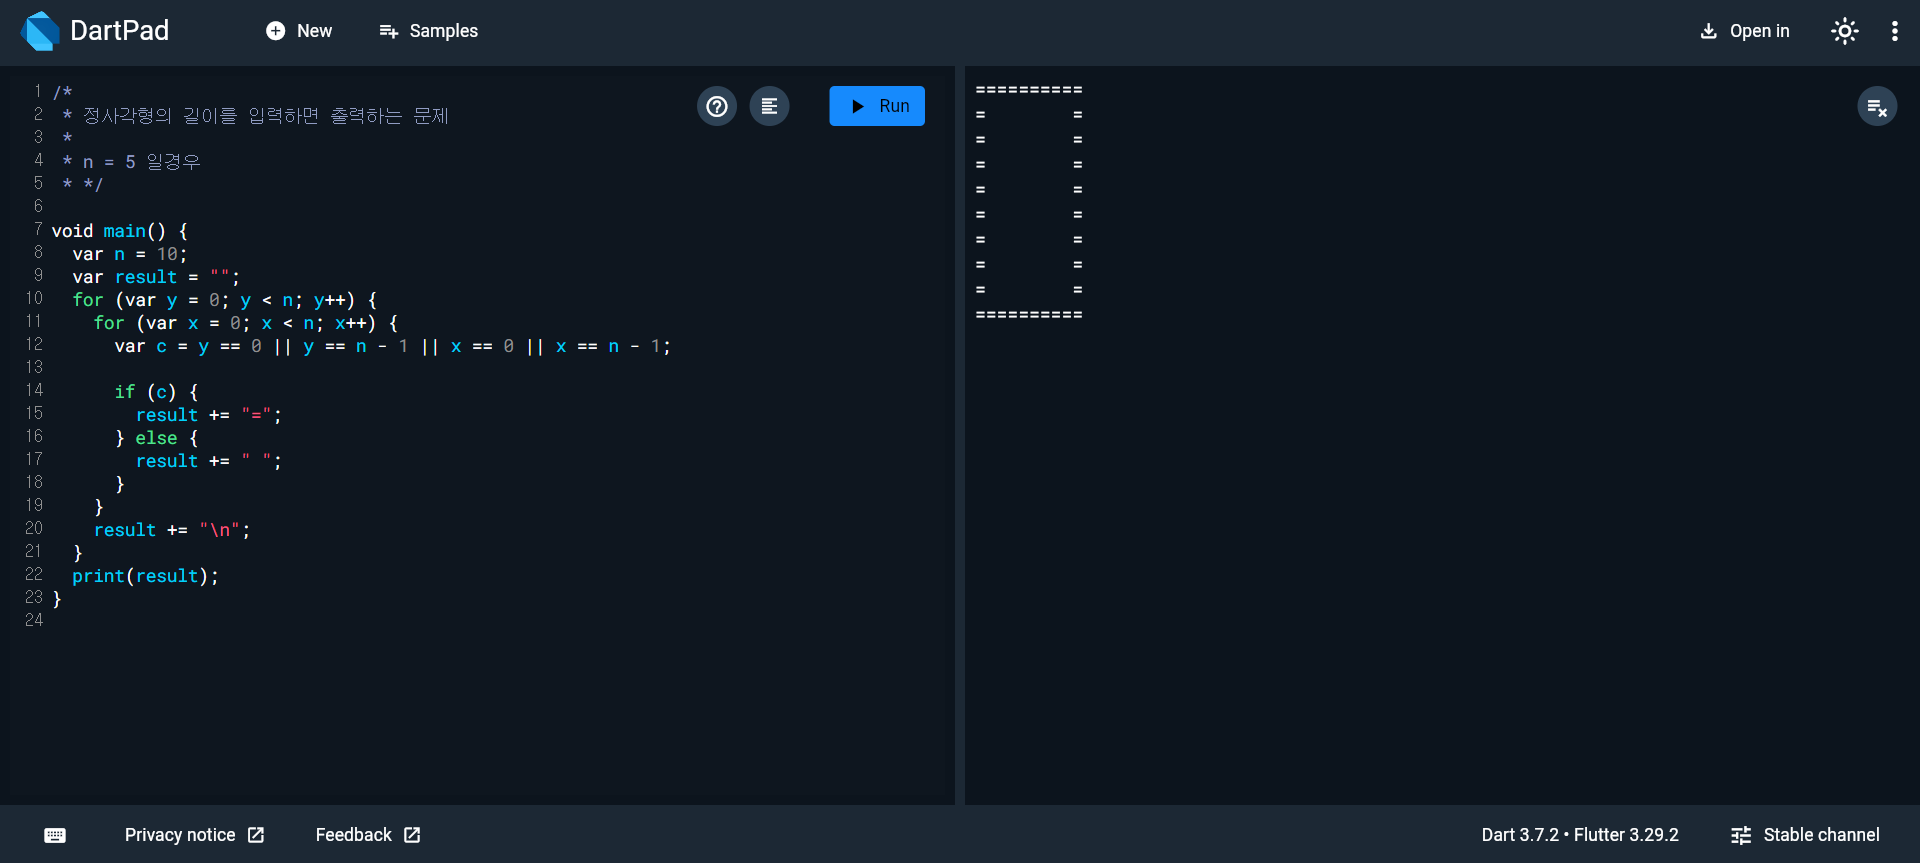 DartPad New Samples Open in
1 /*
2  * 정사각형의 길이를 입력하면 출력하는 문제
3  *
4  * n = 5 일경우
5  * */
6
7 void main() {
8   var n = 10;
9   var result = "";
10   for (var y = 0; y < n; y++) {
11     for (var x = 0; x < n; x++) {
12       var c = y == 0 || y == n - 1 || x == 0 || x == n - 1;
13
14       if (c) {
15         result += "=";
16       } else {
17         result += " ";
18       }
19     }
20     result += "\n";
21   }
22   print(result);
23 }
24
Run
==========
=        =
=        =
=        =
=        =
=        =
=        =
=        =
=        =
==========
Privacy notice Feedback Dart 3.7.2 • Flutter 3.29.2 Stable channel